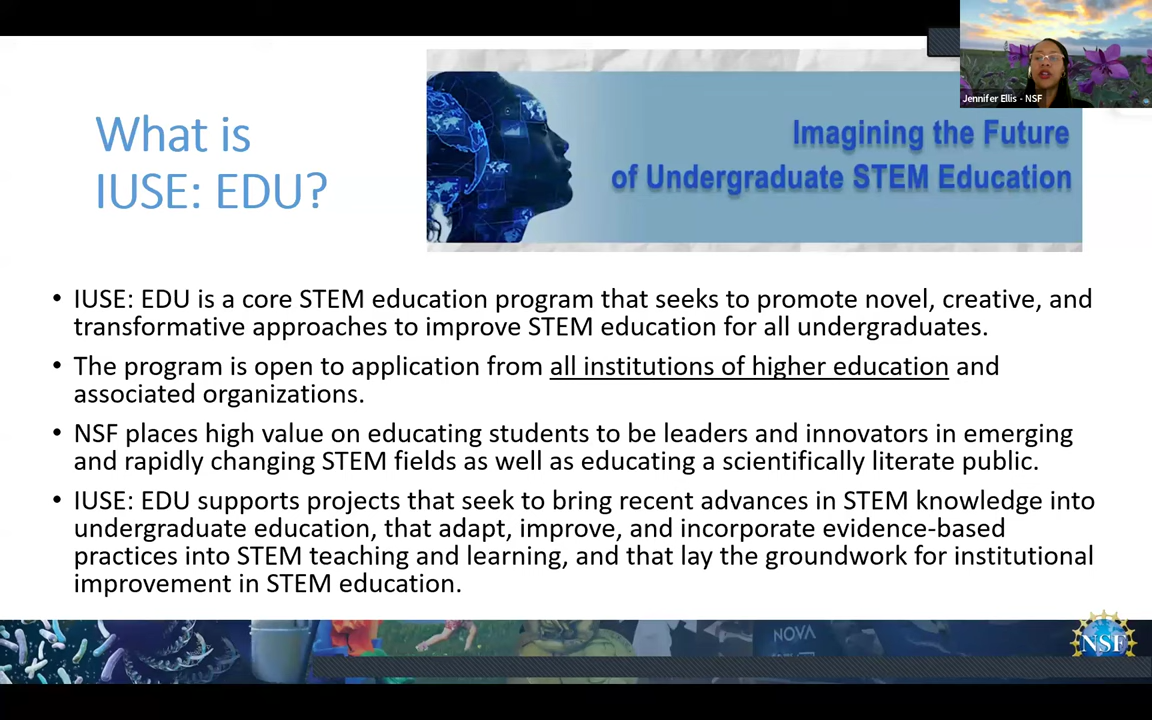 Jennifer Ellis - NSF
What is
IUSE: EDU?
Imagining the Future
of Undergraduate STEM Education
• IUSE: EDU is a core STEM education program that seeks to promote novel, creative, and
transformative approaches to improve STEM education for all undergraduates.
• The program is open to application from all institutions of higher education and
associated organizations.
• NSF places high value on educating students to be leaders and innovators in emerging
and rapidly changing STEM fields as well as educating a scientifically literate public.
• IUSE: EDU supports projects that seek to bring recent advances in STEM knowledge into
undergraduate education, that adapt, improve, and incorporate evidence-based
practices into STEM teaching and learning, and that lay the groundwork for institutional
improvement in STEM education.
NOVA
NSF